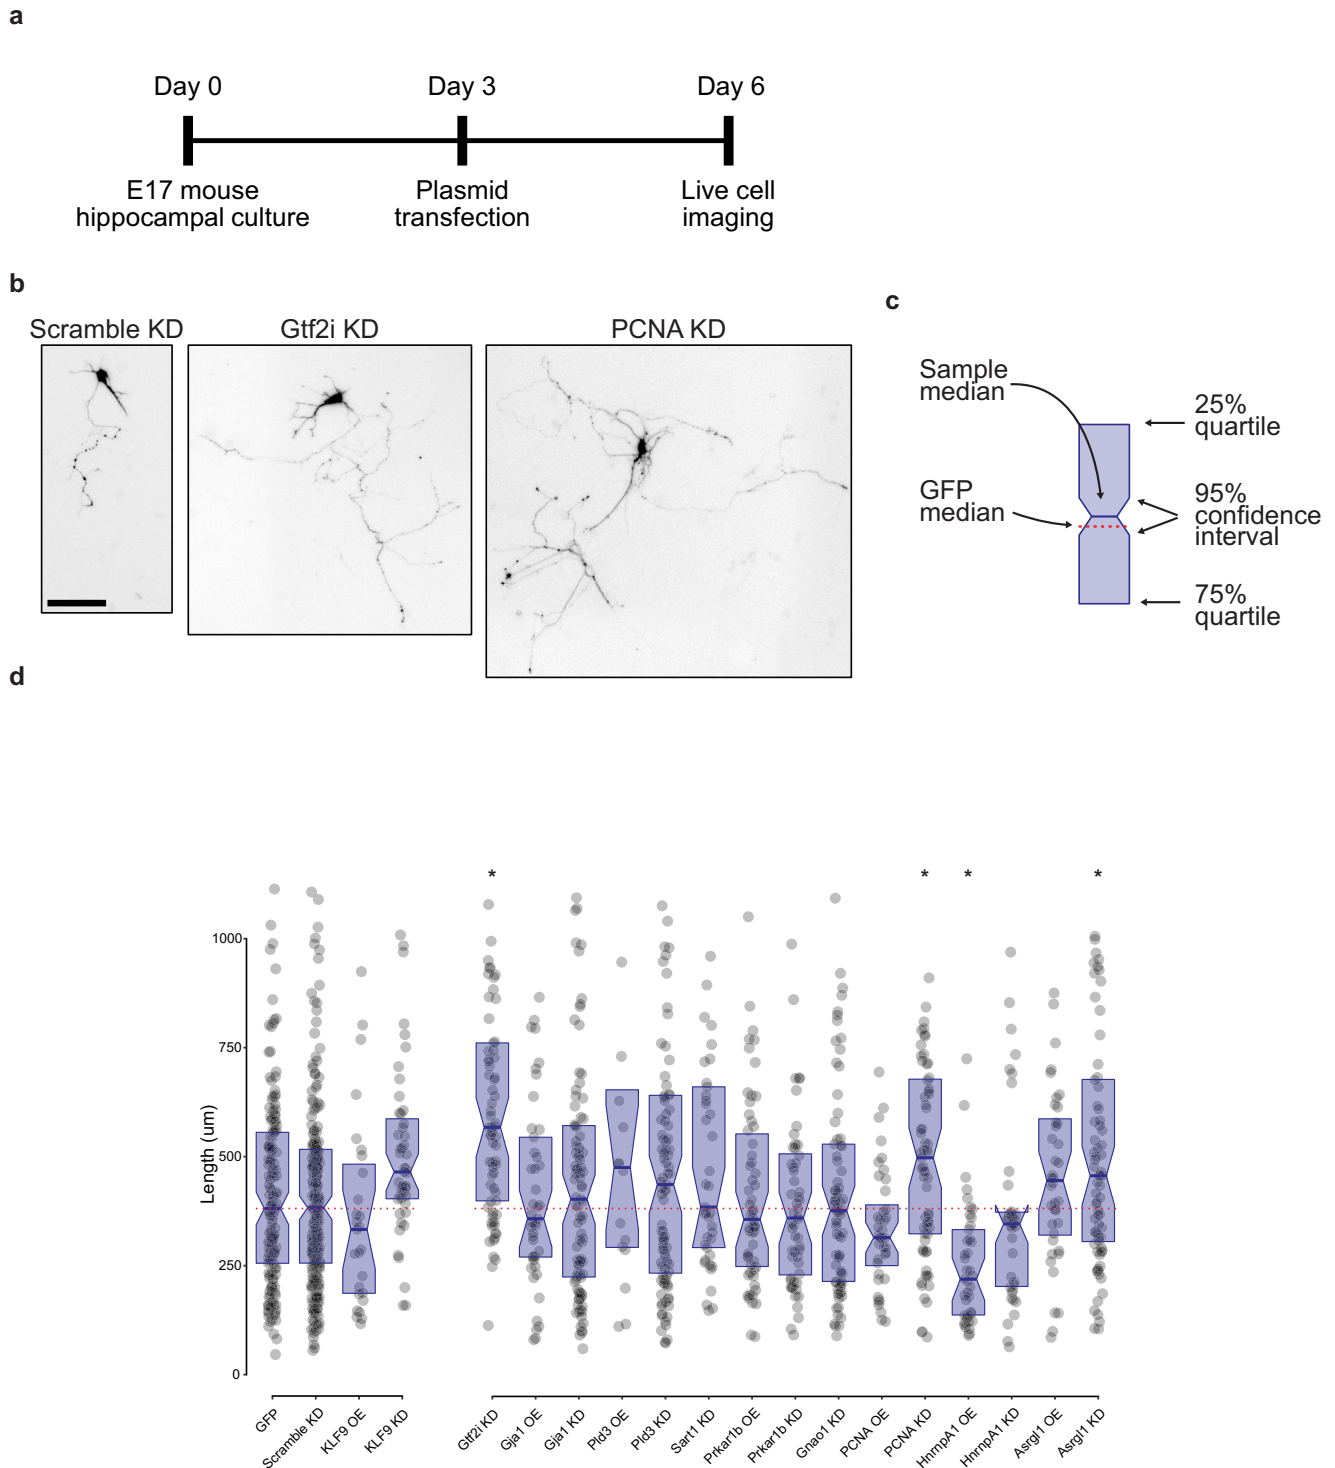 a
Day 0
Day 3
Day 6
E17 mouse
hippocampal culture
Plasmid
transfection
Live cell
imaging
b
Scramble KD
Gtf2i KD
PCNA KD
c
Sample
median
GFP
median
25%
quartile
95%
confidence
interval
75%
quartile
d
* * * *
Length (um)
1000
750
500
250
0
GFP
Scramble KD
KLF9 OE
KLF9 KD
Gtf2i KD
Gja1 OE
Gja1 KD
Pld3 OE
Pld3 KD
Sart1 KD
Prkar1b OE
Prkar1b KD
Gnao1 KD
PCNA OE
PCNA KD
HnrnpA1 OE
HnrnpA1 KD
Asrgl1 OE
Asrgl1 KD